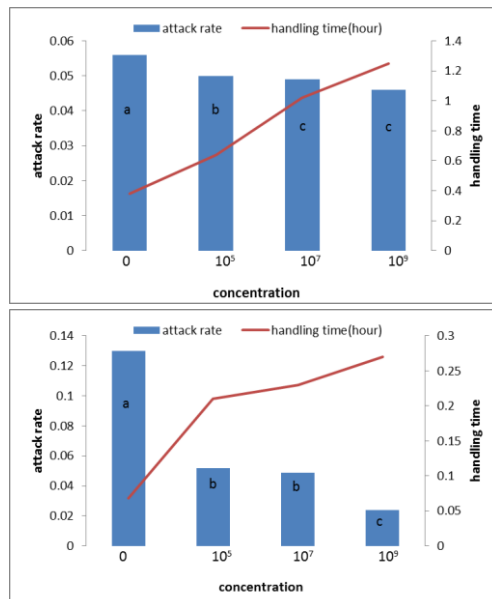 attack rate handling time(hour)
0.06
0.05
0.04
0.03
0.02
0.01
0
attack rate
a
b
c
c
1.4
1.2
1
0.8
0.6
0.4
0.2
0
handling time
0 10⁵ 10⁷ 10⁹
concentration
attack rate handling time(hour)
0.14
0.12
0.1
0.08
0.06
0.04
0.02
0
attack rate
a
b
b
c
0.3
0.25
0.2
0.15
0.1
0.05
0
handling time
0 10⁵ 10⁷ 10⁹
concentration